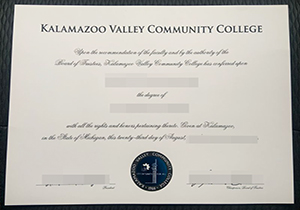 KALAMAZOO VALLEY COMMUNITY COLLEGE
Upon the recommendation of the faculty and by the authority of the
Board of Trustees, Kalamazoo Valley Community College has conferred upon
the degree of
with all the rights and honors pertaining thereto. Given at Kalamazoo,
in the State of Michigan, this twenty-third day of August,